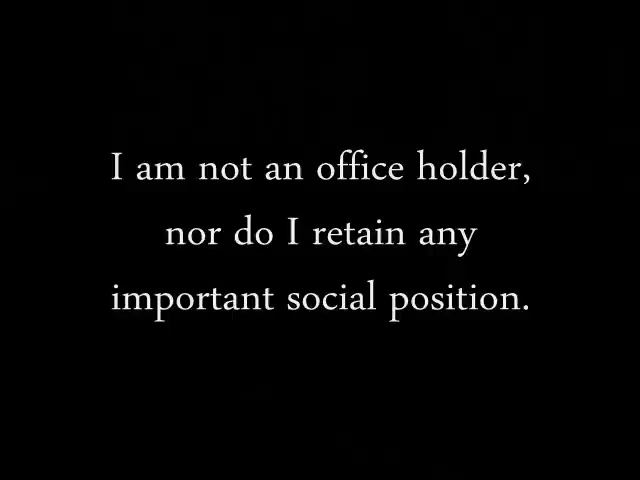 I am not an office holder,
nor do I retain any
important social position.